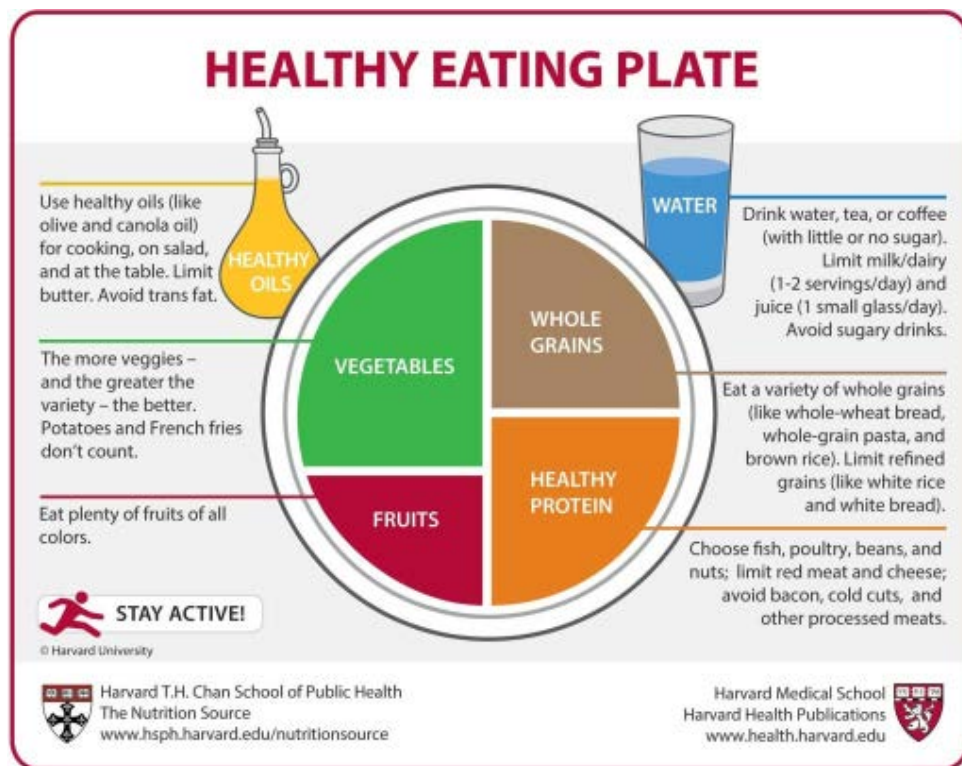 HEALTHY EATING PLATE
Use healthy oils (like
olive and canola oil)
for cooking, on salad,
and at the table. Limit
butter. Avoid trans fat.
HEALTHY
OILS
The more veggies –
and the greater the
variety – the better.
Potatoes and French fries
don't count.
Eat plenty of fruits of all
colors.
STAY ACTIVE!
© Harvard University
VEGETABLES
FRUITS
WHOLE
GRAINS
HEALTHY
PROTEIN
WATER
Drink water, tea, or coffee
(with little or no sugar).
Limit milk/dairy
(1-2 servings/day) and
juice (1 small glass/day).
Avoid sugary drinks.
Eat a variety of whole grains
(like whole-wheat bread,
whole-grain pasta, and
brown rice). Limit refined
grains (like white rice
and white bread).
Choose fish, poultry, beans, and
nuts; limit red meat and cheese;
avoid bacon, cold cuts, and
other processed meats.
Harvard T.H. Chan School of Public Health
The Nutrition Source
www.hsph.harvard.edu/nutritionsource
Harvard Medical School
Harvard Health Publications
www.health.harvard.edu